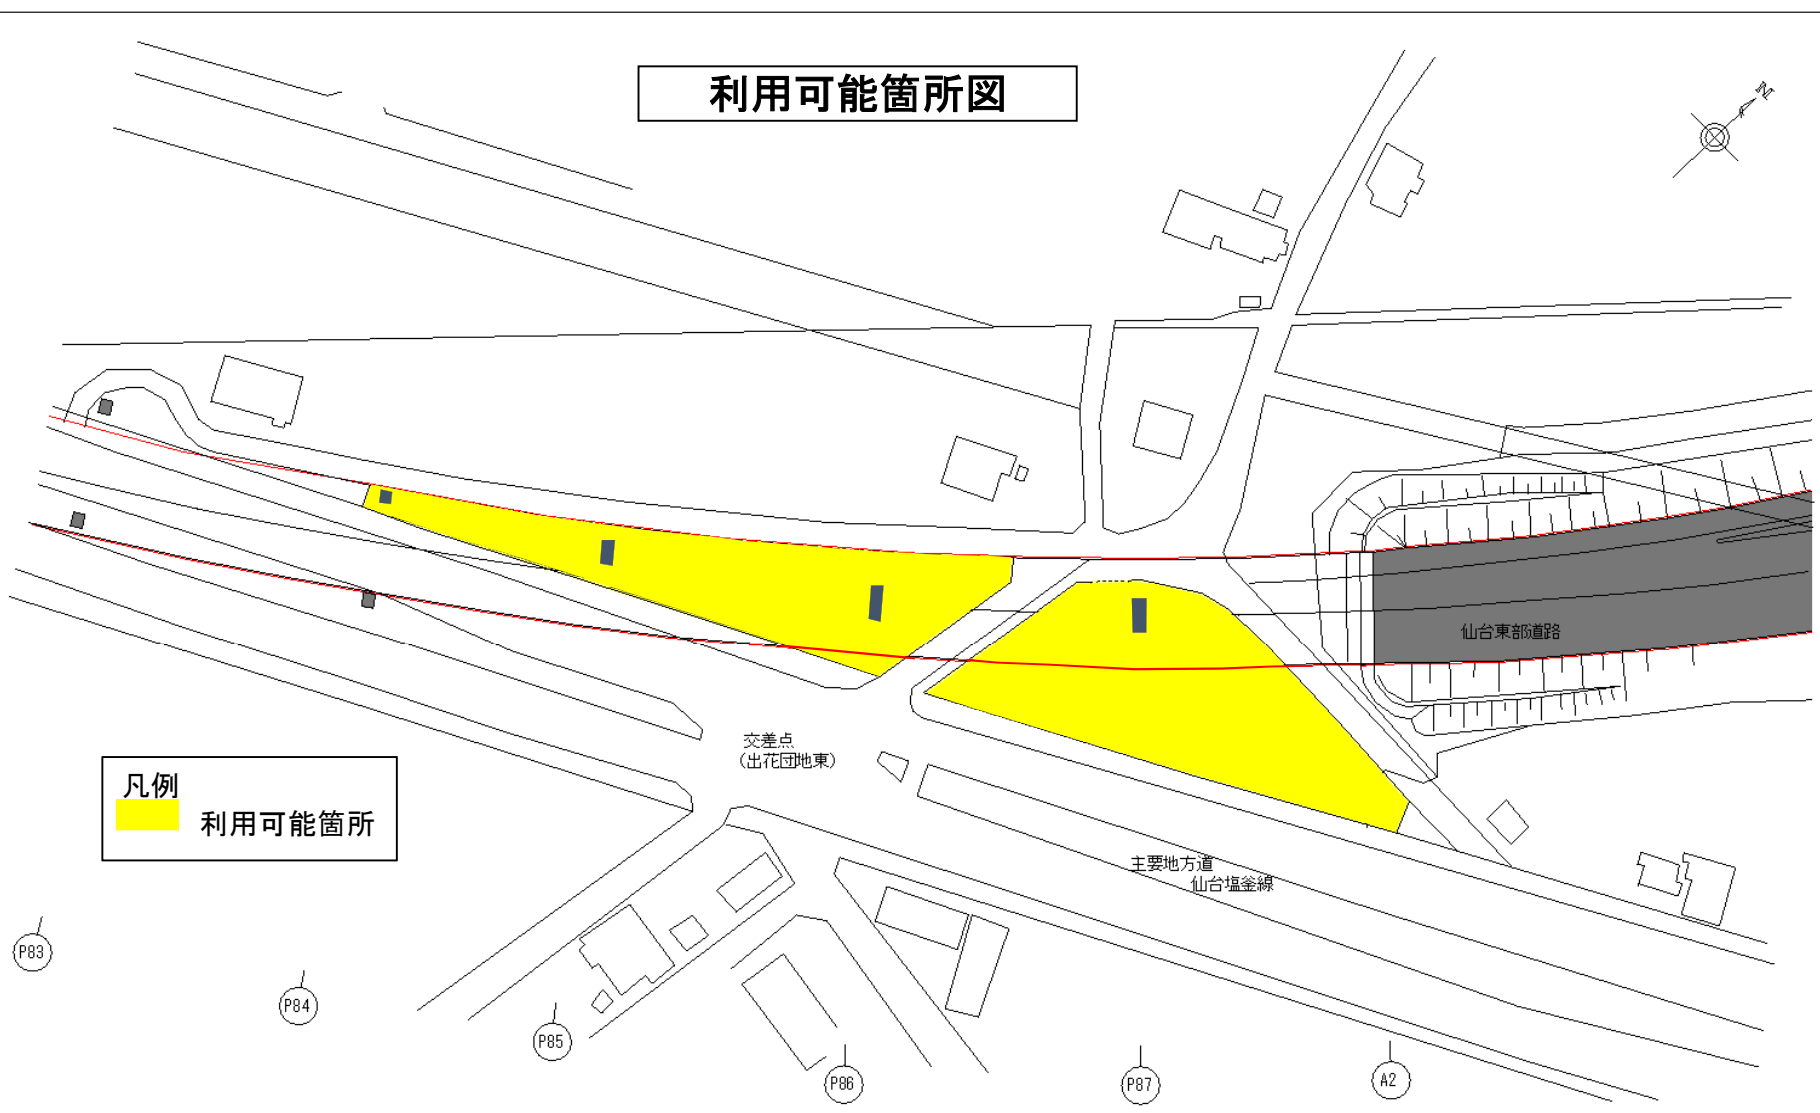 利用可能箇所図
N
仙台東部道路
交差点
（出花団地東）
凡例
利用可能箇所
主要地方道
仙台塩釜線
P83
P84
P85
P86
P87
A2